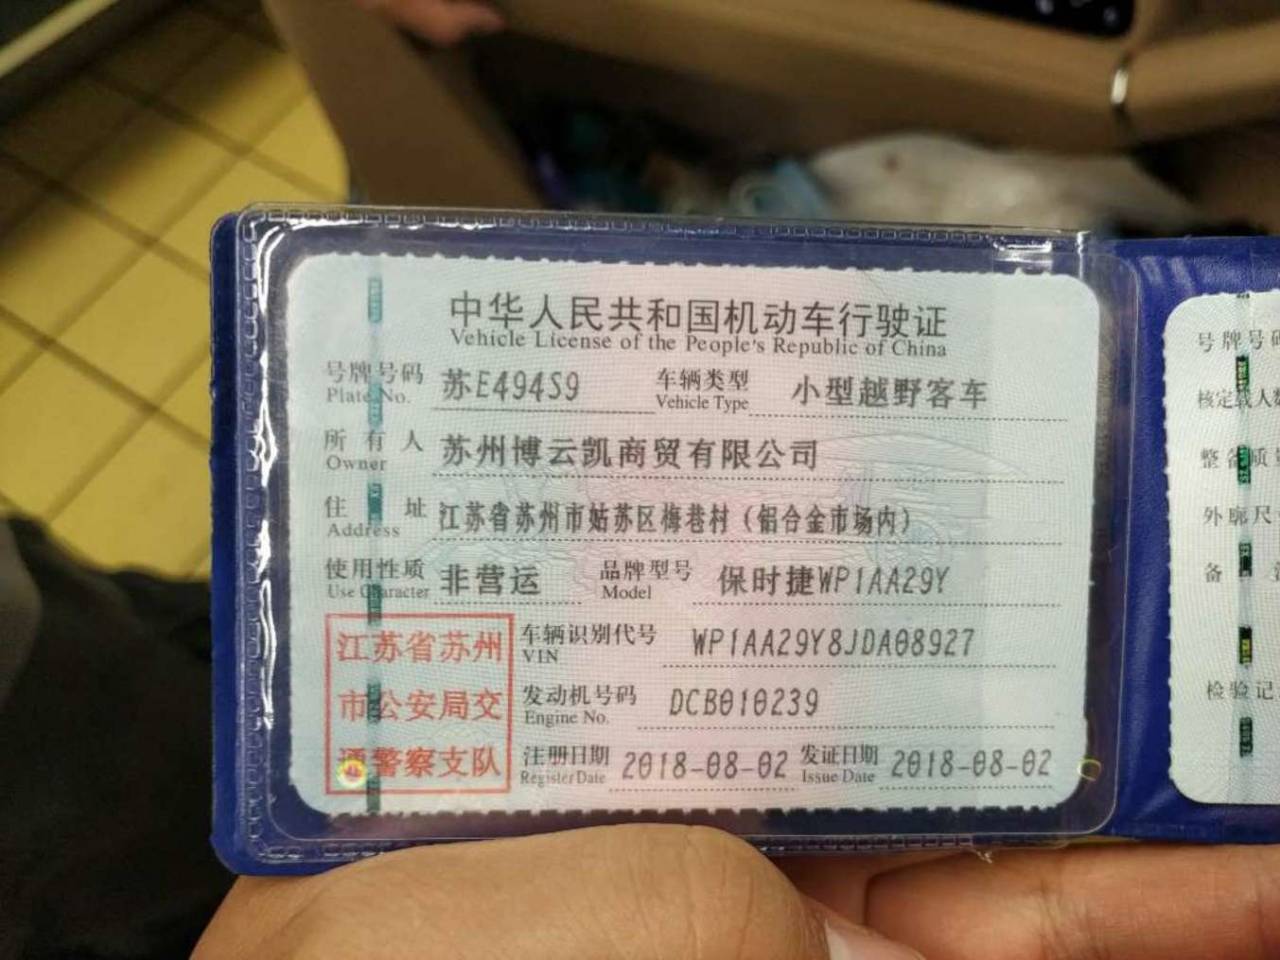 中华人民共和国机动车行驶证
Vehicle License of the People's Republic of China
号牌号码 苏E494S9 车辆类型 小型越野客车
Plate No. Vehicle Type
所有人 苏州博云凯商贸有限公司
Owner
住址 江苏省苏州市姑苏区梅巷村（铝合金市场内）
Address
使用性质 非营运 品牌型号 保时捷WP1AA29Y
Use Character Model
车辆识别代号 WP1AA29Y8JDA08927
VIN
发动机号码 DCB010239
Engine No.
注册日期 2018-08-02 发证日期 2018-08-02
Register Date Issue Date
江苏省苏州
市公安局交
通警察支队
号牌号码
核定载人
整备质
外廓尺
备
检验记